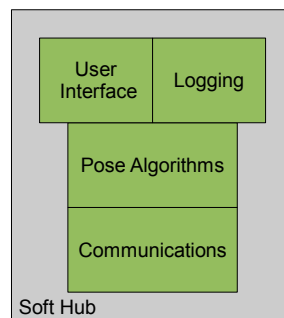 User
Interface
Logging
Pose Algorithms
Communications
Soft Hub